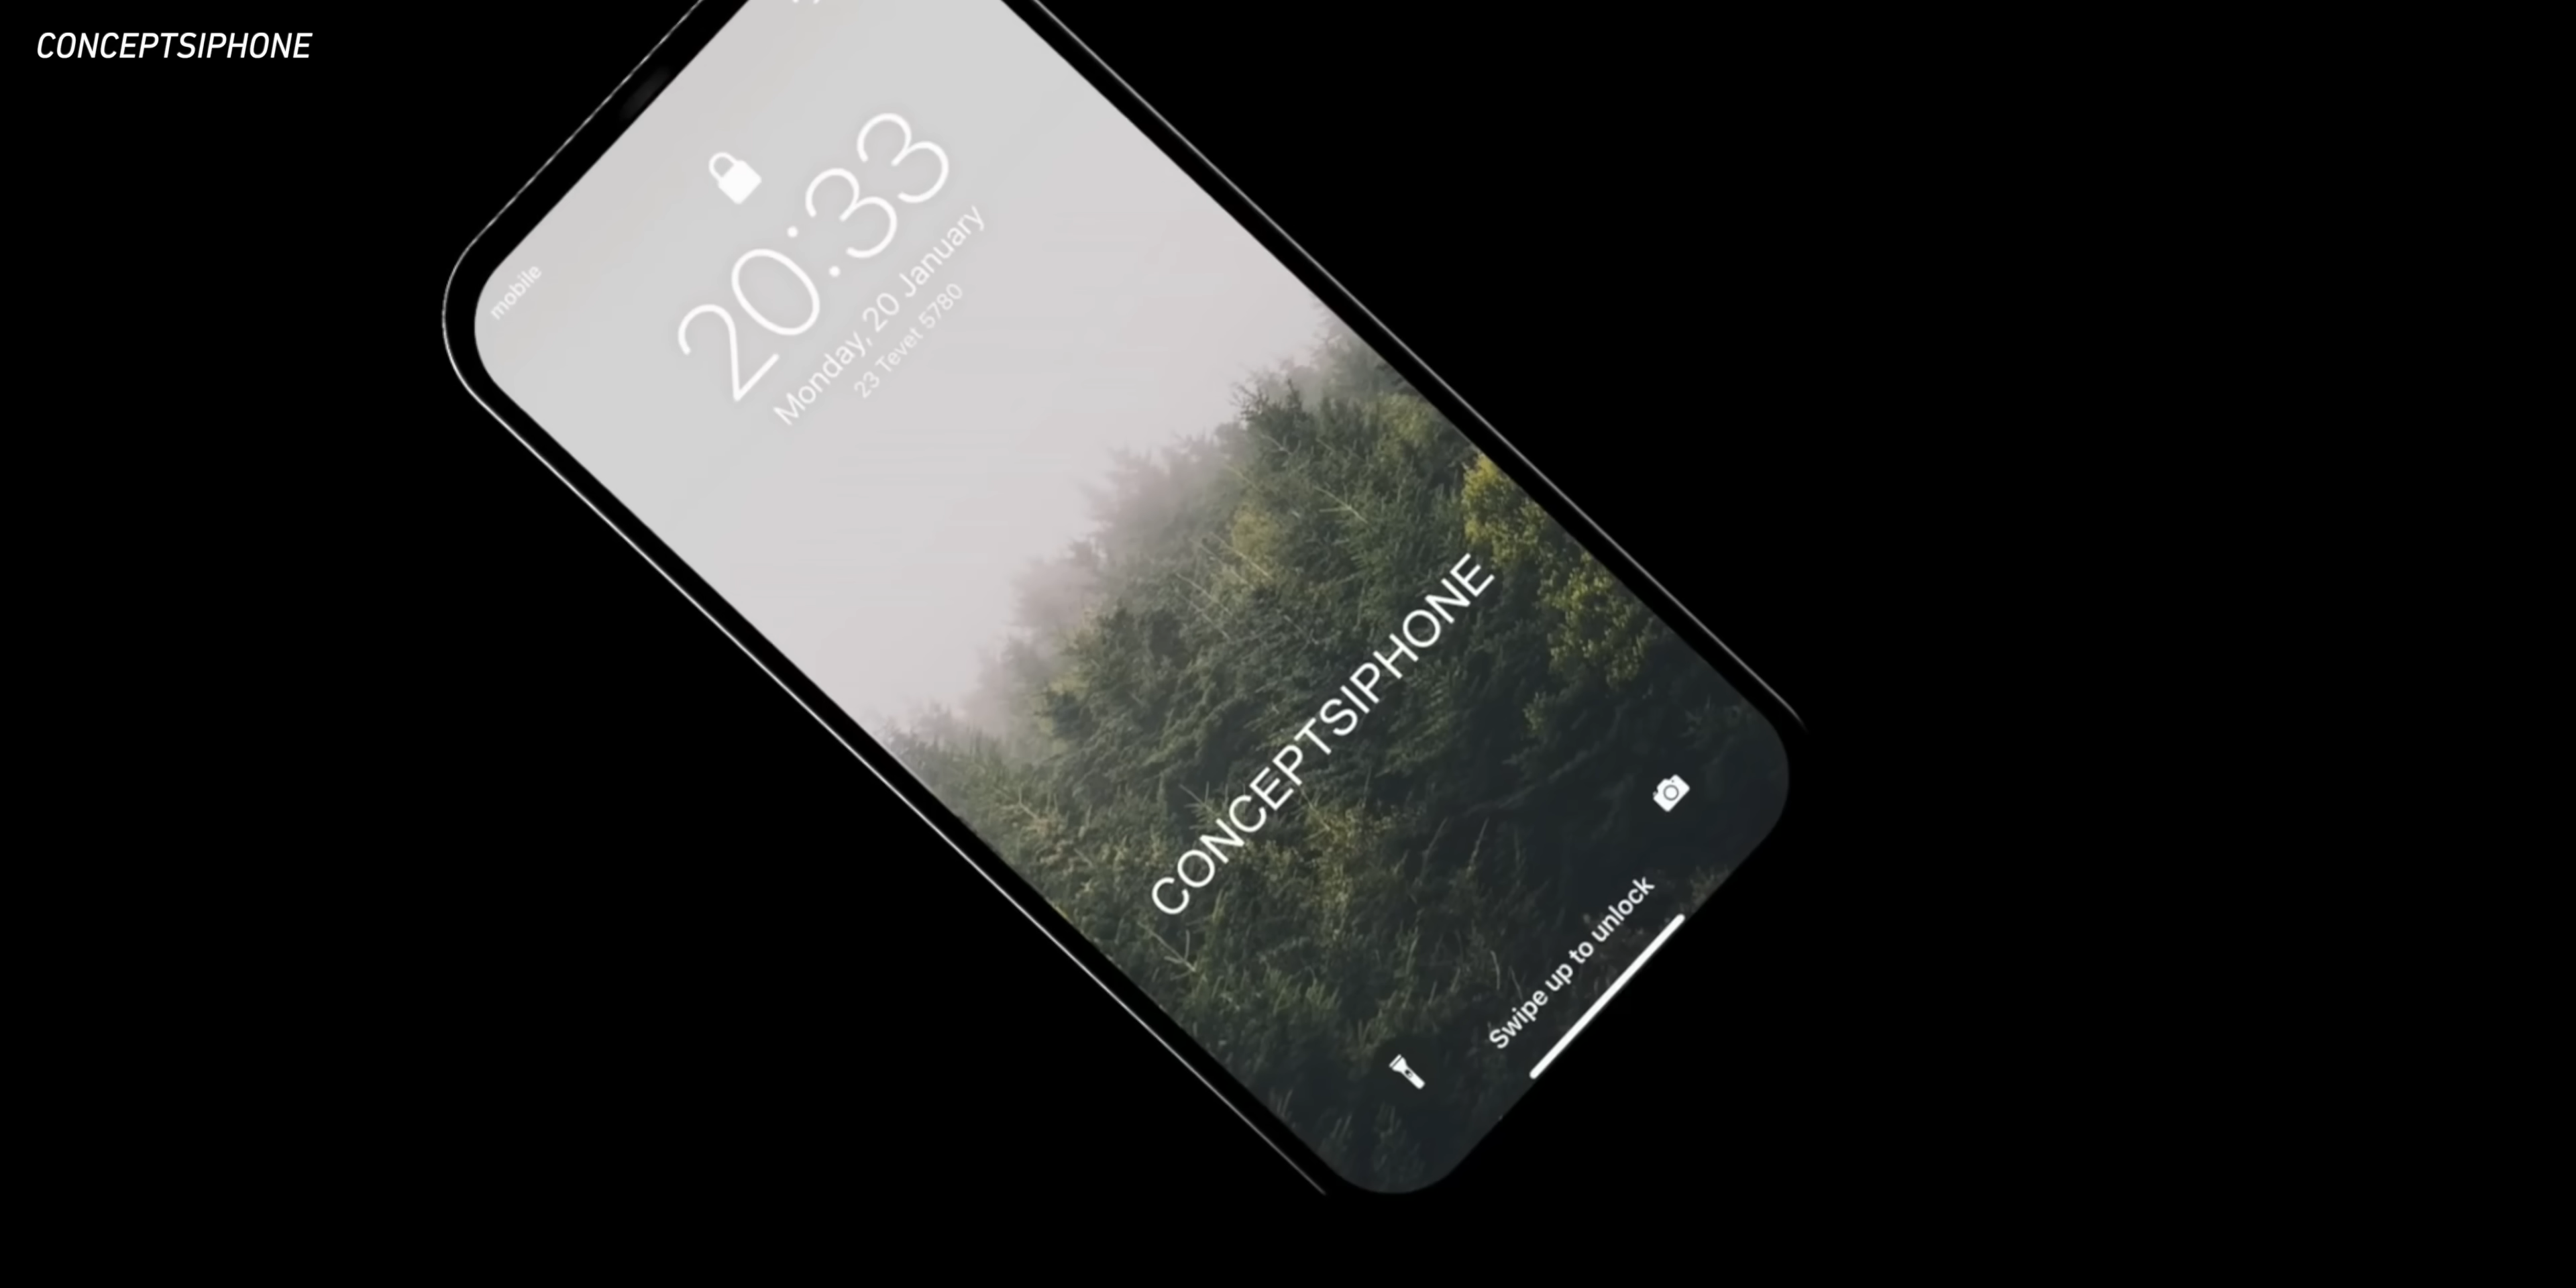 CONCEPTSIPHONE
mobile
20:33
Monday, 20 January
23 Tevet 5780
CONCEPTSIPHONE
Swipe up to unlock